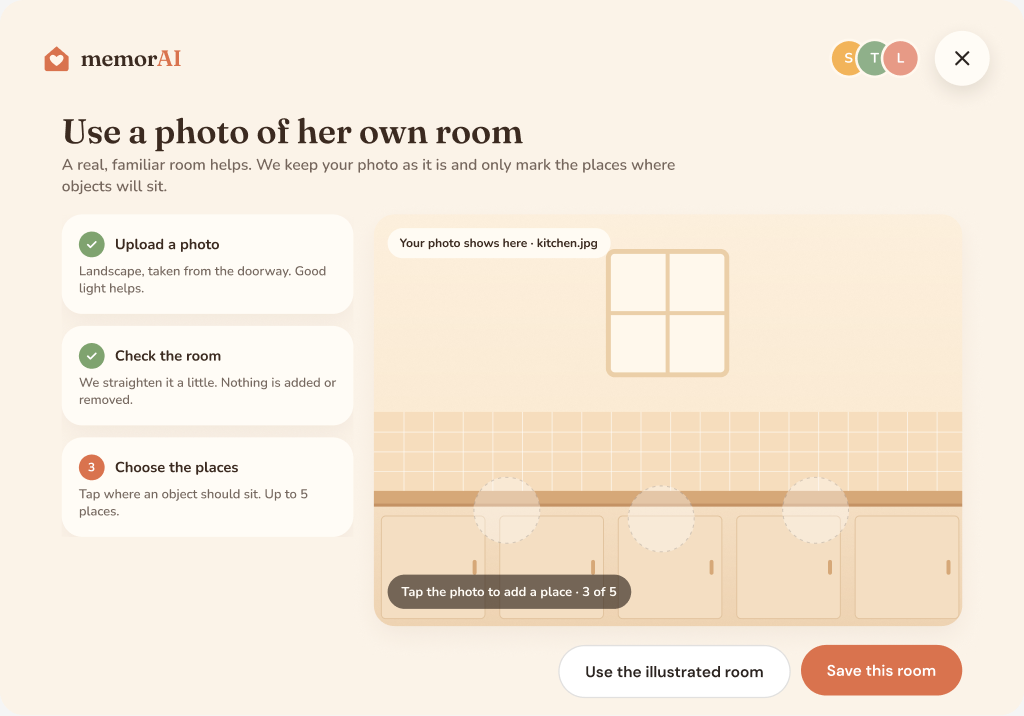 memorAI
S T L
Use a photo of her own room
A real, familiar room helps. We keep your photo as it is and only mark the places where
objects will sit.
Upload a photo
Landscape, taken from the doorway. Good
light helps.
Check the room
We straighten it a little. Nothing is added or
removed.
3 Choose the places
Tap where an object should sit. Up to 5
places.
Your photo shows here · kitchen.jpg
Tap the photo to add a place · 3 of 5
Use the illustrated room
Save this room